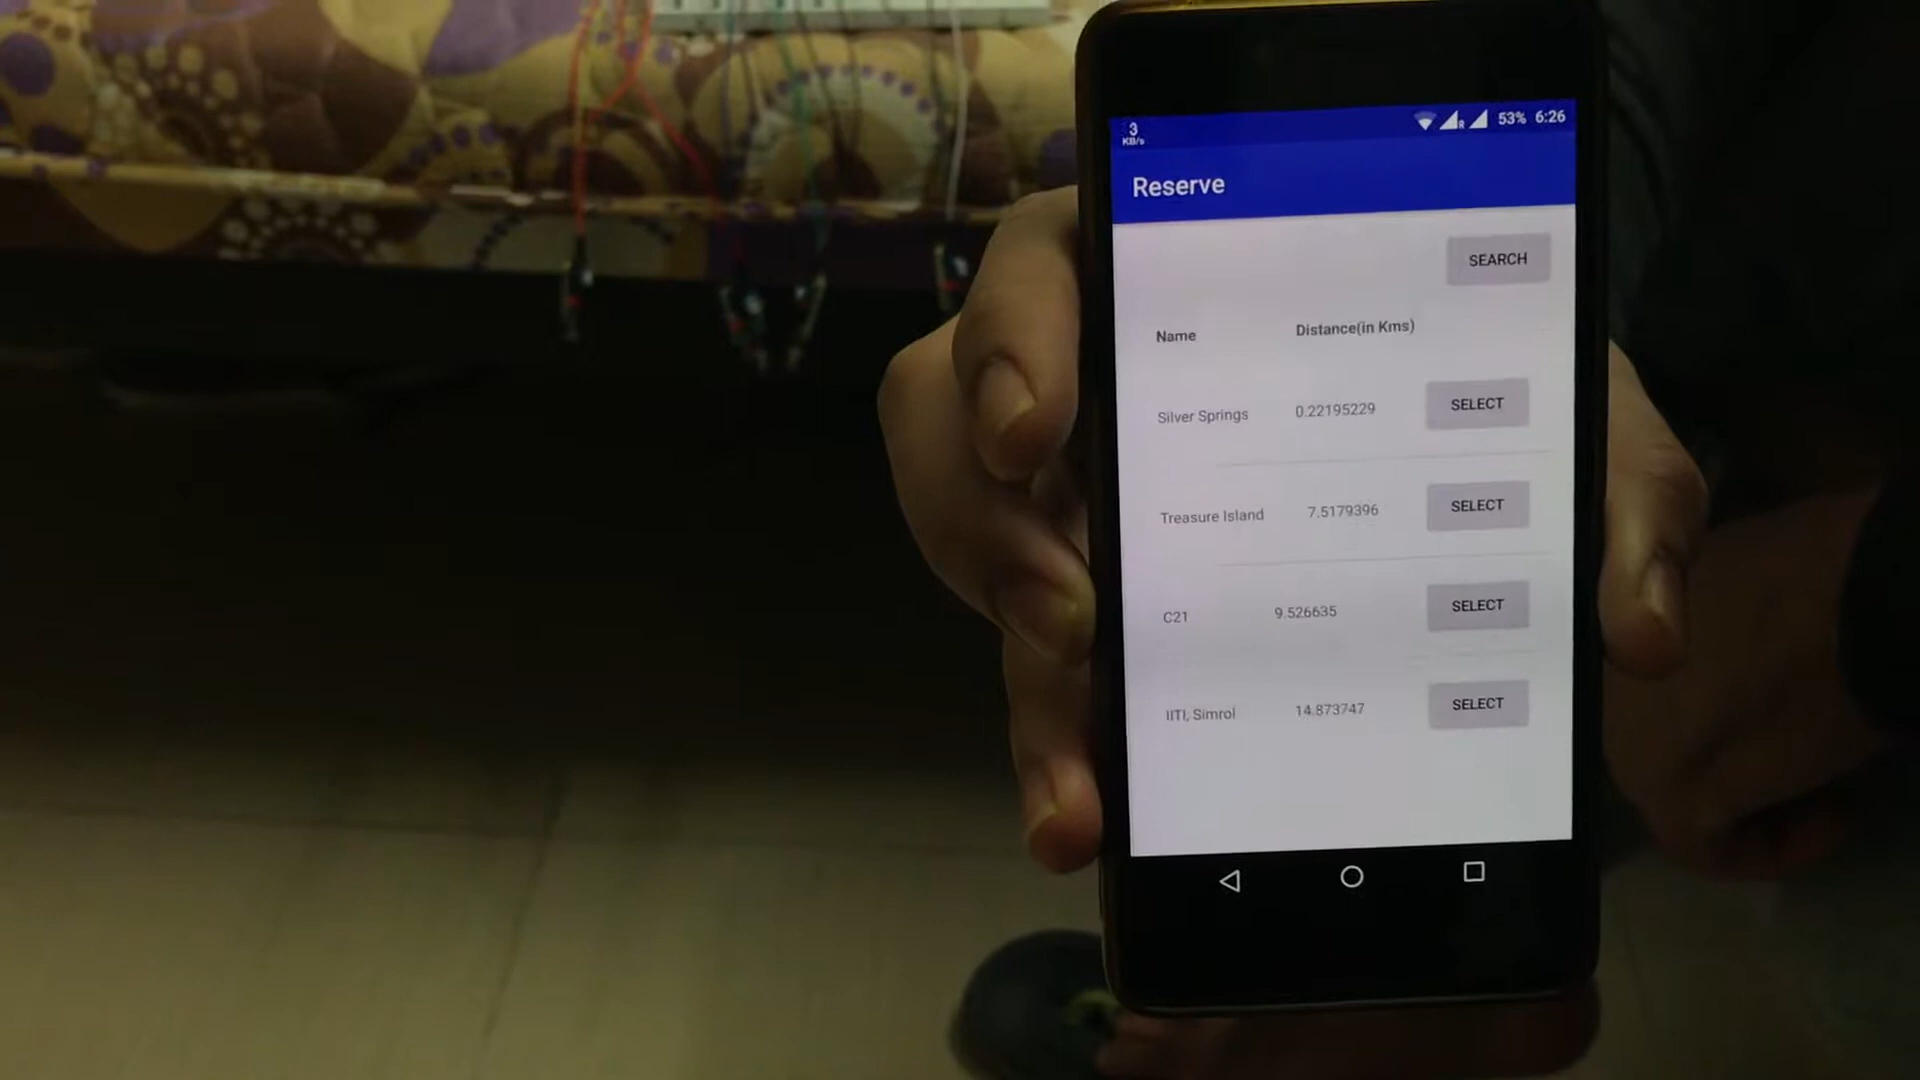 3
KB/s
R
53% 6:26
Reserve
SEARCH
Name Distance(in Kms)
Silver Springs 0.22195229 SELECT
Treasure Island 7.5179396 SELECT
C21 9.526635 SELECT
IITI, Simrol 14.873747 SELECT